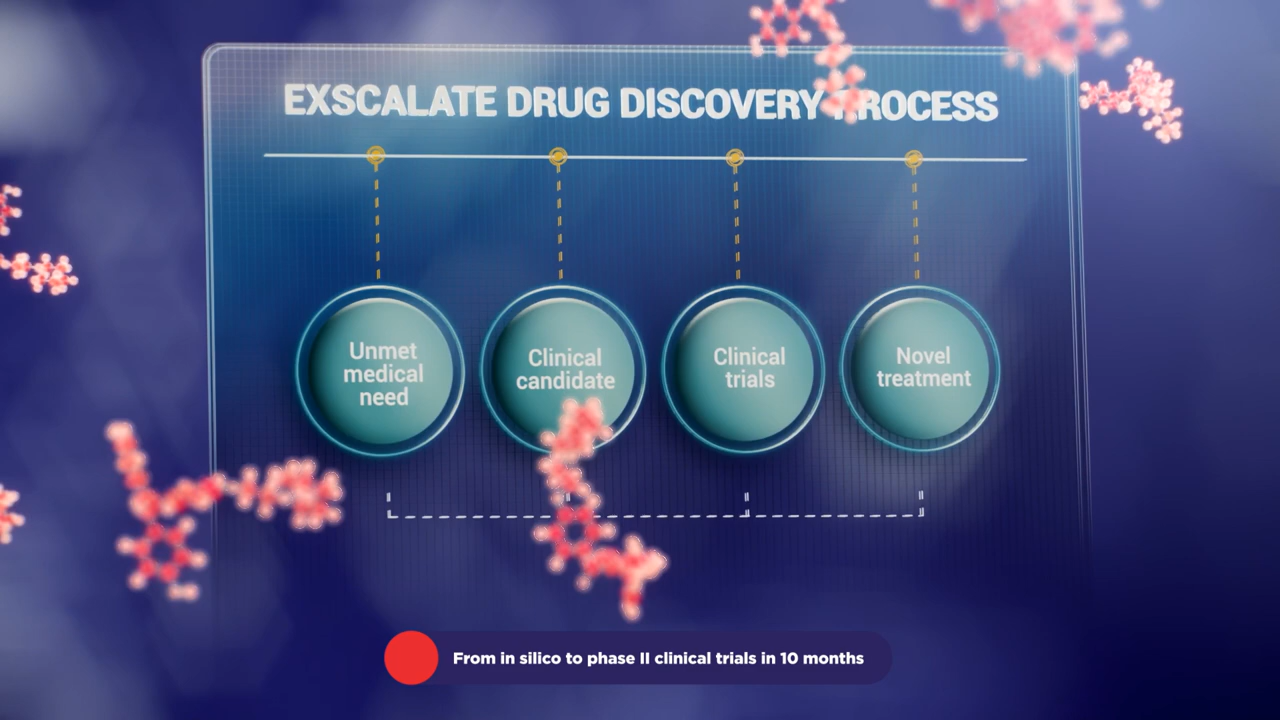 EXSCALATE DRUG DISCOVERY PROCESS
Unmet
medical
need
Clinical
candidate
Clinical
trials
Novel
treatment
From in silico to phase II clinical trials in 10 months